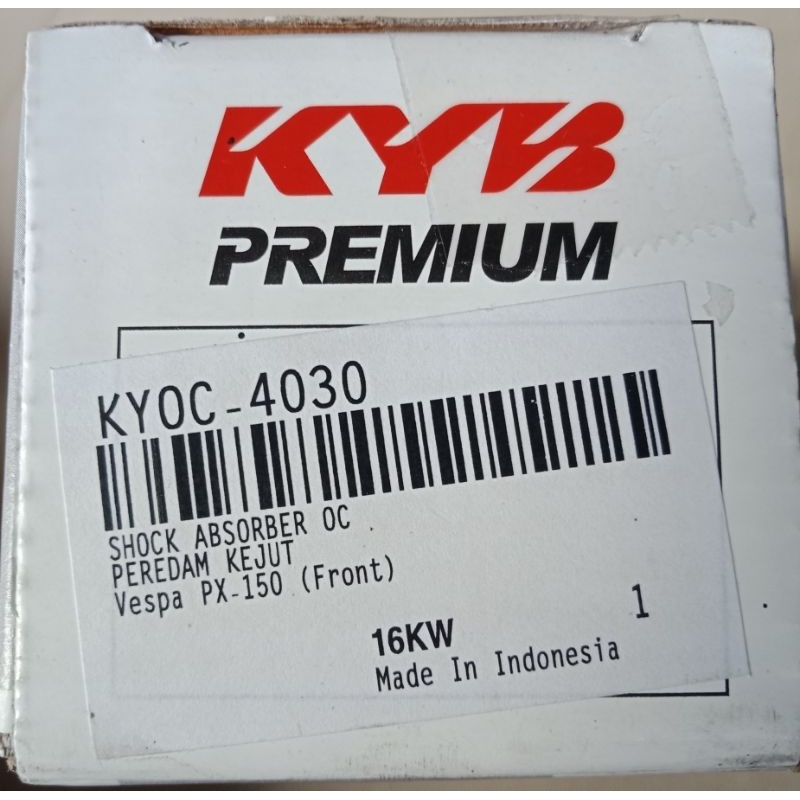 KYB
PREMIUM
KYOC-4030
SHOCK ABSORBER OC
PEREDAM KEJUT
Vespa PX-150 (Front)
1
16KW
Made In Indonesia